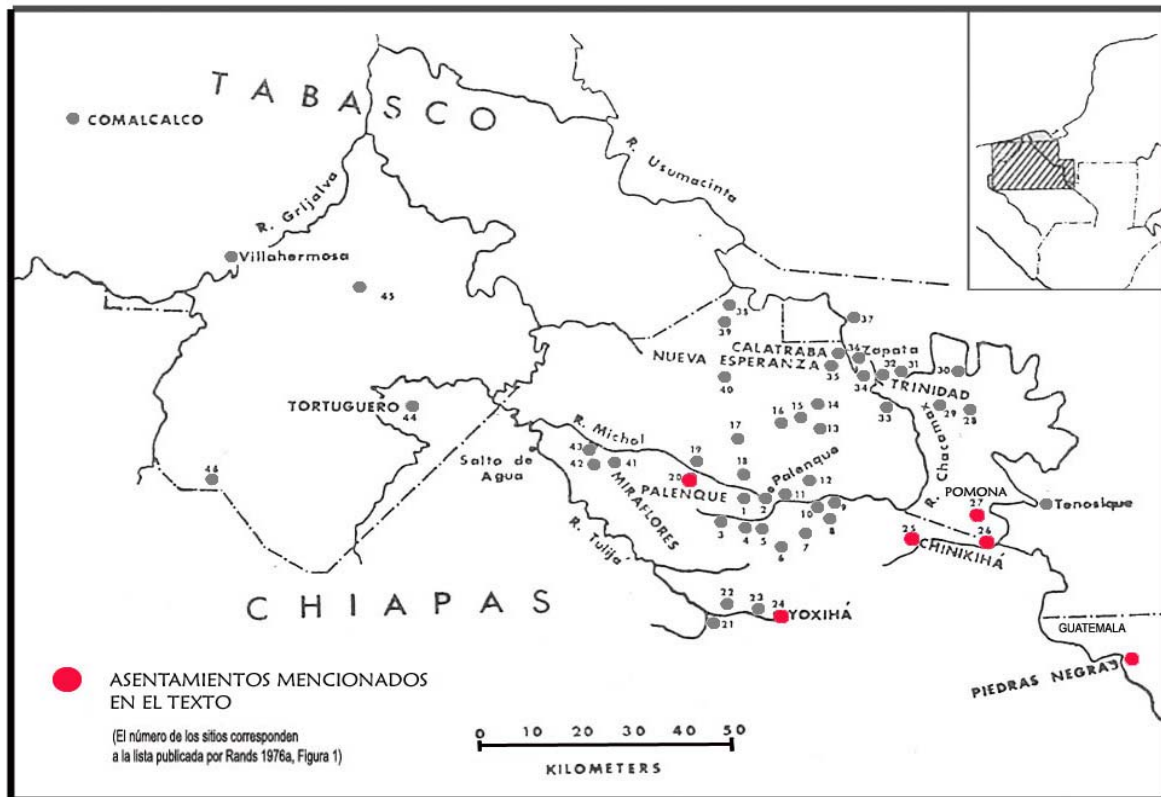 TABASCO
COMALCALCO
R. Usumacinta
R. Grijalva
Villahermosa
45
38
39
37
CALATRABA
36
Zapata
NUEVA ESPERANZA
35
34
32
31
30
TRINIDAD
40
33
29
28
R. Chacamax
TORTUGUERO
44
16
15
14
13
17
R. Michol
43
42
41
Salto de
Agua
MIRAFLORES
19
18
20
PALENQUE
Palenque
1
2
11
12
10
9
8
3
4
5
6
7
46
POMONA
27
Tenosique
25
CHINIKIHÁ
26
R. Tulijá
CHIAPAS
22
23
24
YOXIHÁ
21
GUATEMALA
PIEDRAS NEGRAS
ASENTAMIENTOS MENCIONADOS
EN EL TEXTO
(El número de los sitios corresponden
a la lista publicada por Rands 1976a, Figura 1)
0 10 20 30 40 50
KILOMETERS